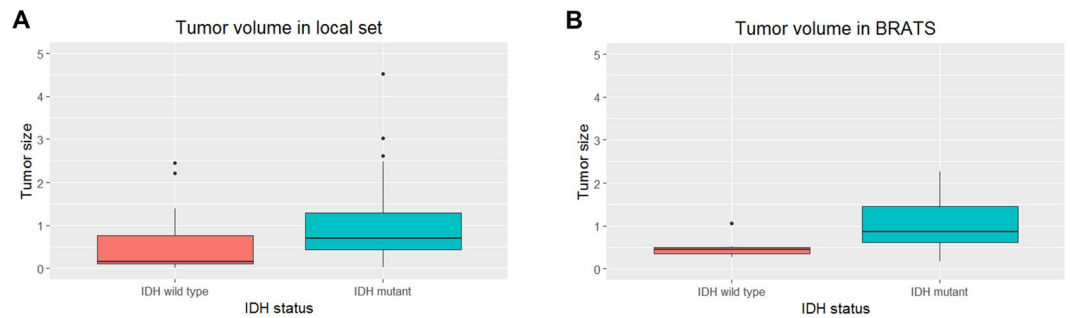 A
Tumor volume in local set
5
4
3
2
1
0
Tumor size
IDH wild type
IDH mutant
IDH status
B
Tumor volume in BRATS
5
4
3
2
1
0
Tumor size
IDH wild type
IDH mutant
IDH status